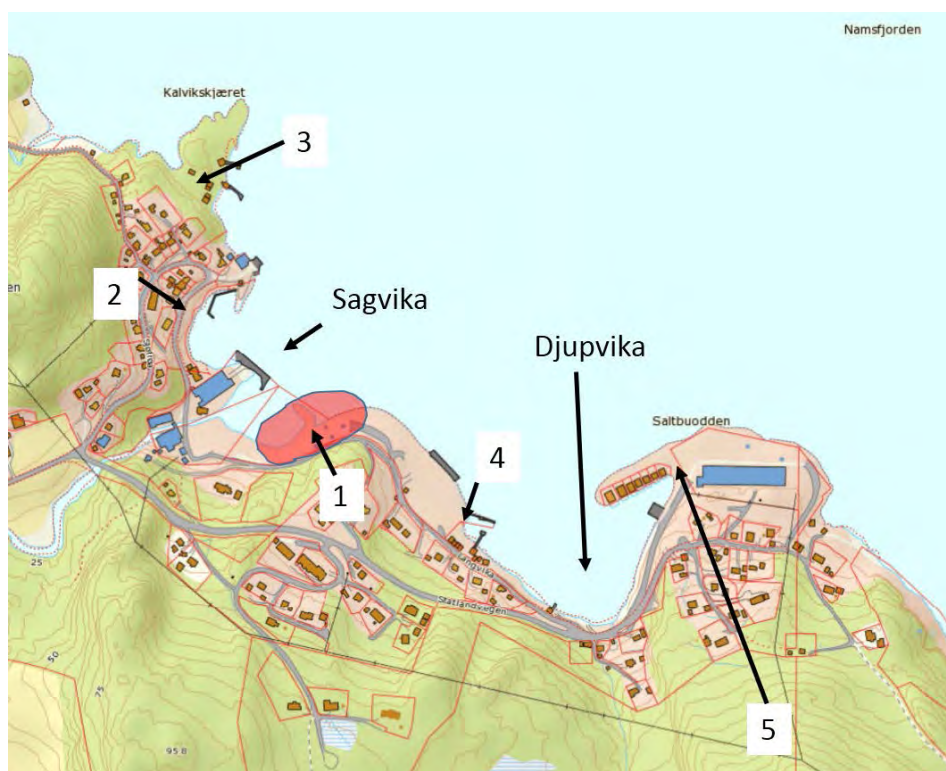 Namsfjorden
Kalvikskjæret
3
2
Sagvika
Djupvika
Saltbuodden
4
1
Statlandvegen
25
50
75
95.8
5